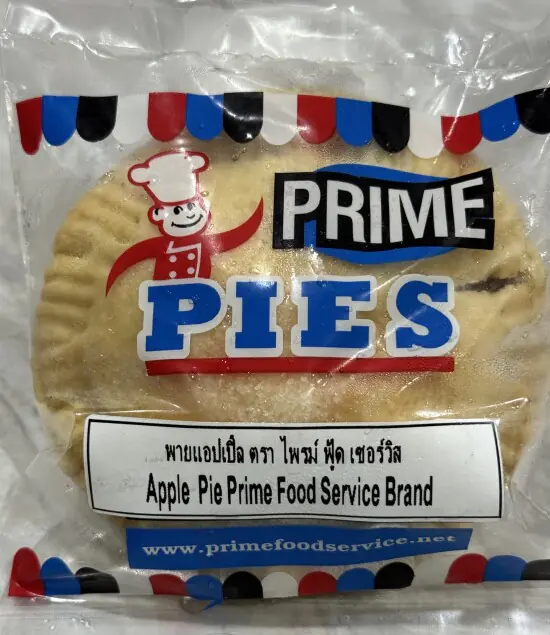 PRIME
PIES
พายแอปเปิ้ล ตรา ไพรม์ ฟู้ด เซอร์วิส
Apple Pie Prime Food Service Brand
www.primefoodservice.net